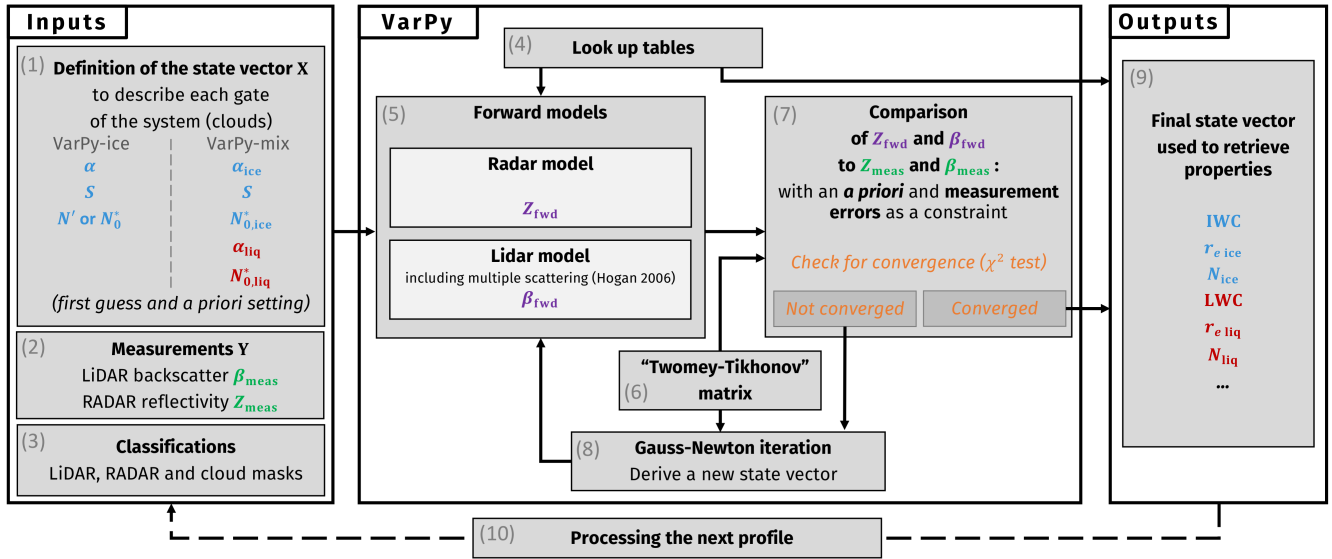 Inputs
(1)
Definition of the state vector X
to describe each gate
of the system (clouds)
VarPy-ice VarPy-mix
α α_ice
S S
N′ or N₀* N*₀,ice
α_liq
N*₀,liq
(first guess and a priori setting)
(2)
Measurements Y
LiDAR backscatter β_meas
RADAR reflectivity Z_meas
(3)
Classifications
LiDAR, RADAR and cloud masks
VarPy
(4)
Look up tables
(5)
Forward models
Radar model
Z_fwd
Lidar model
including multiple scattering (Hogan 2006)
β_fwd
(6)
“Twomey-Tikhonov”
matrix
(7)
Comparison
of Z_fwd and β_fwd
to Z_meas and β_meas :
with an a priori and measurement
errors as a constraint
Check for convergence (χ² test)
Not converged Converged
(8)
Gauss-Newton iteration
Derive a new state vector
Outputs
(9)
Final state vector
used to retrieve
properties
IWC
r_e ice
N_ice
LWC
r_e liq
N_liq
...
(10)
Processing the next profile